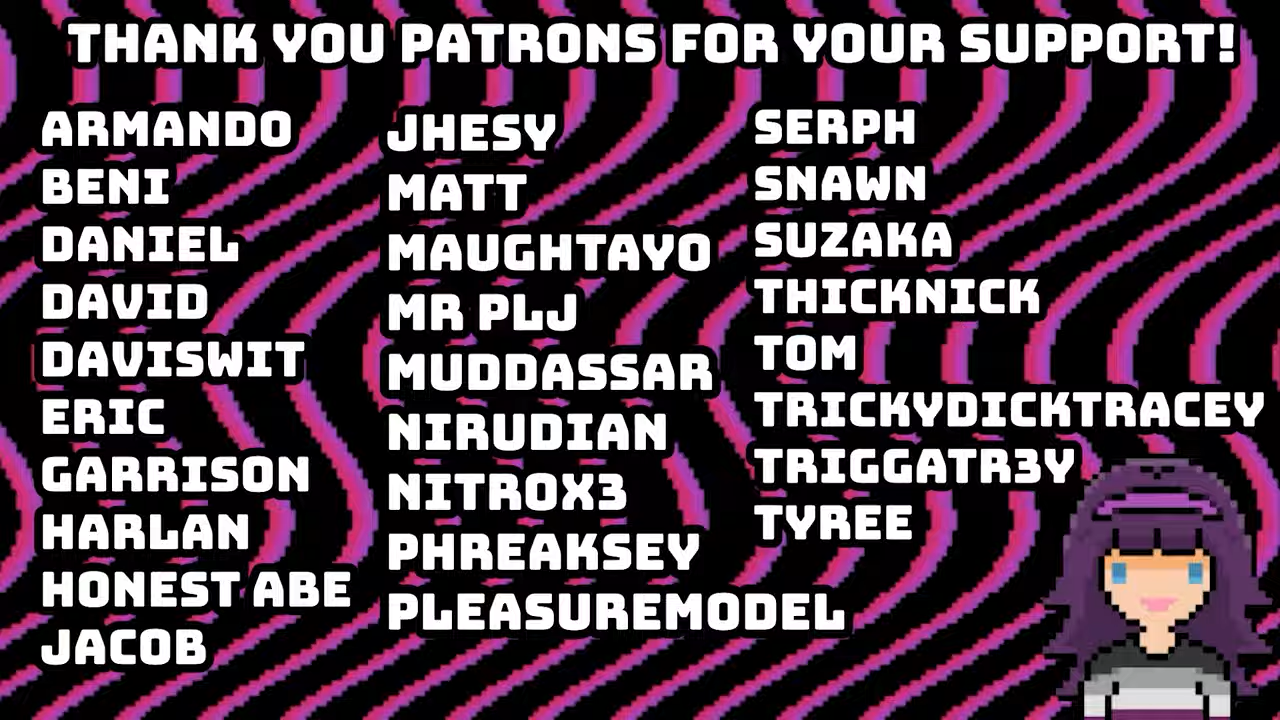 THANK YOU PATRONS FOR YOUR SUPPORT!
ARMANDO
BENI
DANIEL
DAVID
DAVISWIT
ERIC
GARRISON
HARLAN
HONEST ABE
JACOB
JHESY
MATT
MAUGHTAYO
MR PLJ
MUDDASSAR
NIRUDIAN
NITROX3
PHREAKSEY
PLEASUREMODEL
SERPH
SNAWN
SUZAKA
THICKNICK
TOM
TRICKYDICKTRACEY
TRIGGATR3Y
TYREE